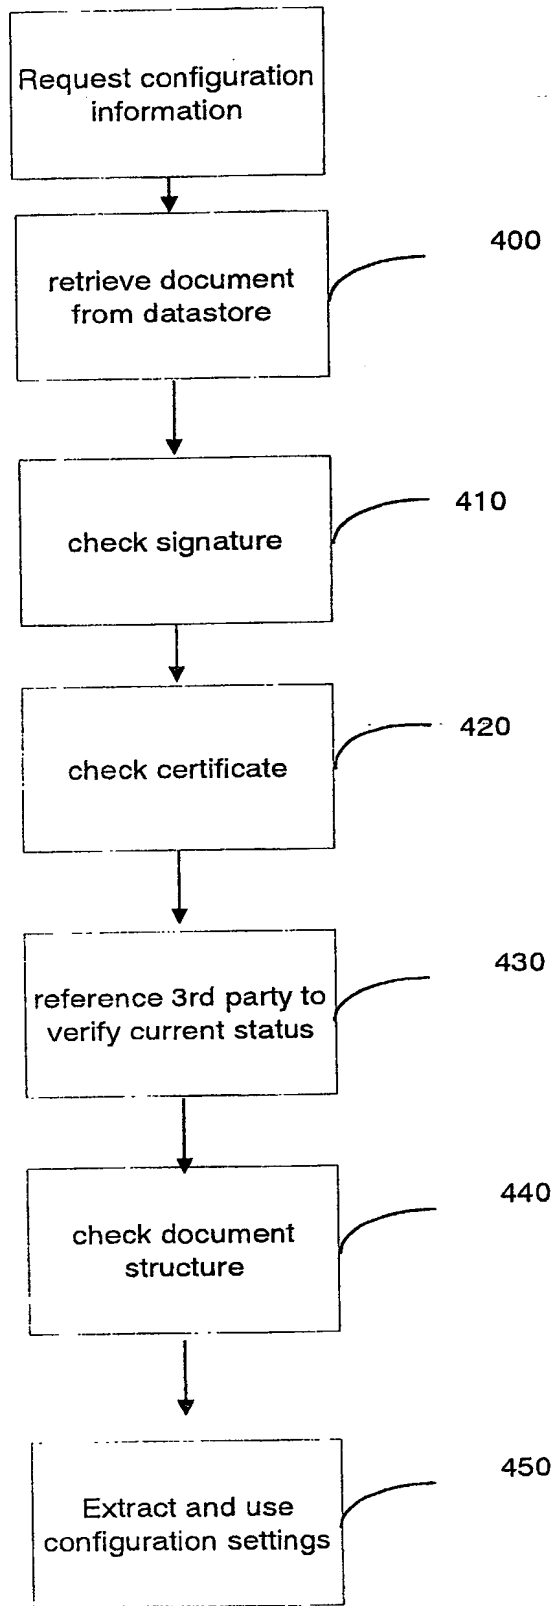 Request configuration
information
retrieve document
from datastore
400
check signature
410
check certificate
420
reference 3rd party to
verify current status
430
check document
structure
440
Extract and use
configuration settings
450